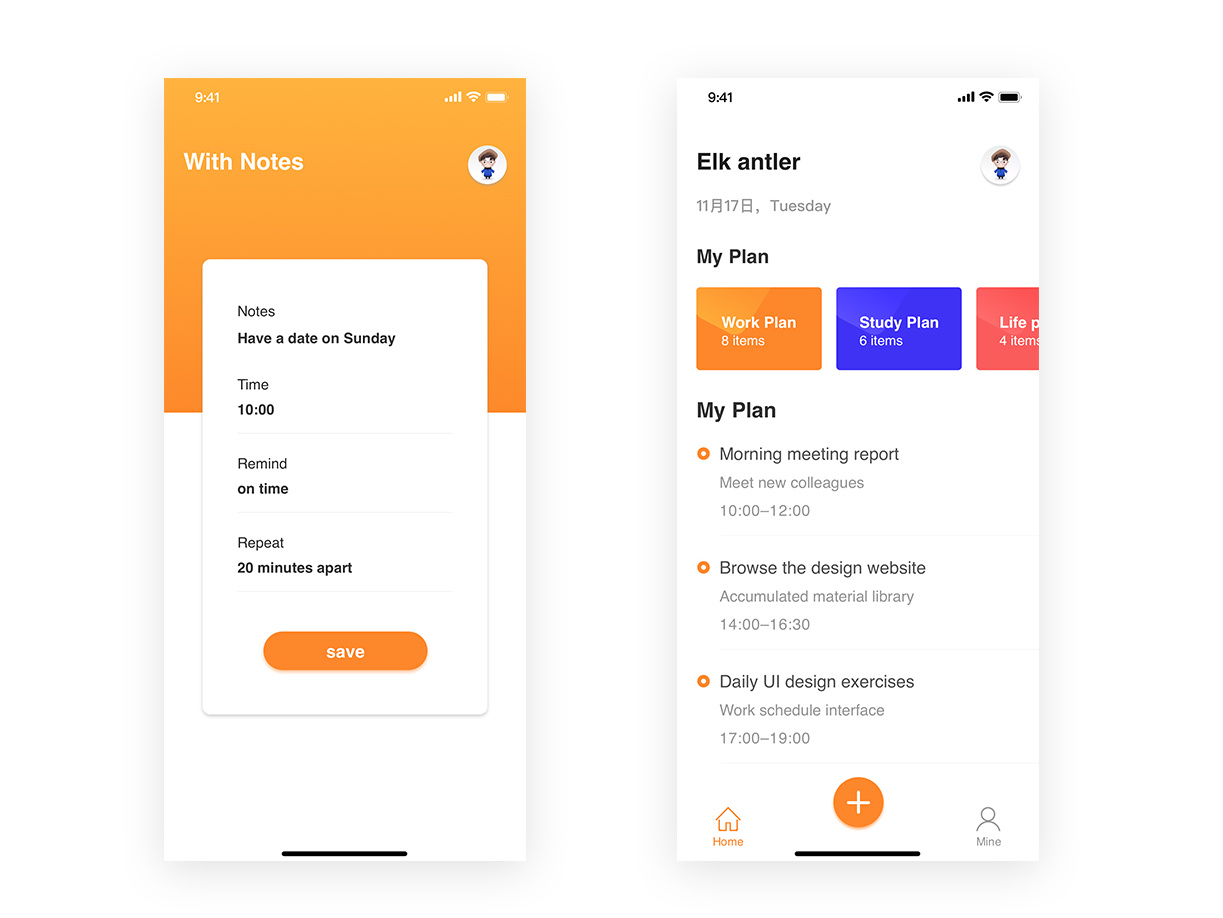 9:41
With Notes
Notes
Have a date on Sunday
Time
10:00
Remind
on time
Repeat
20 minutes apart
save
9:41
Elk antler
11月17日，Tuesday
My Plan
Work Plan
8 items
Study Plan
6 items
Life p
4 items
My Plan
Morning meeting report
Meet new colleagues
10:00–12:00
Browse the design website
Accumulated material library
14:00–16:30
Daily UI design exercises
Work schedule interface
17:00–19:00
Home
Mine